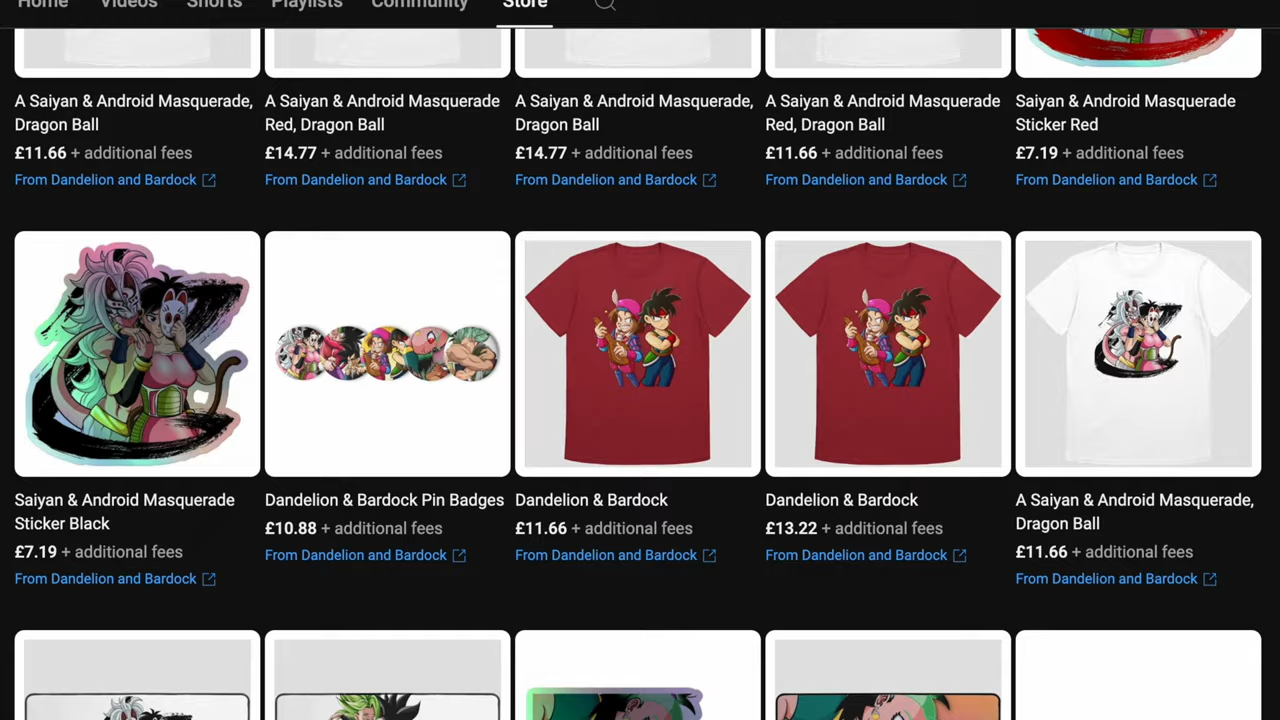 Home Videos Shorts Playlists Community Store
A Saiyan & Android Masquerade,
Dragon Ball
£11.66 + additional fees
From Dandelion and Bardock
A Saiyan & Android Masquerade
Red, Dragon Ball
£14.77 + additional fees
From Dandelion and Bardock
A Saiyan & Android Masquerade,
Dragon Ball
£14.77 + additional fees
From Dandelion and Bardock
A Saiyan & Android Masquerade
Red, Dragon Ball
£11.66 + additional fees
From Dandelion and Bardock
Saiyan & Android Masquerade
Sticker Red
£7.19 + additional fees
From Dandelion and Bardock
Saiyan & Android Masquerade
Sticker Black
£7.19 + additional fees
From Dandelion and Bardock
Dandelion & Bardock Pin Badges
£10.88 + additional fees
From Dandelion and Bardock
Dandelion & Bardock
£11.66 + additional fees
From Dandelion and Bardock
Dandelion & Bardock
£13.22 + additional fees
From Dandelion and Bardock
A Saiyan & Android Masquerade,
Dragon Ball
£11.66 + additional fees
From Dandelion and Bardock